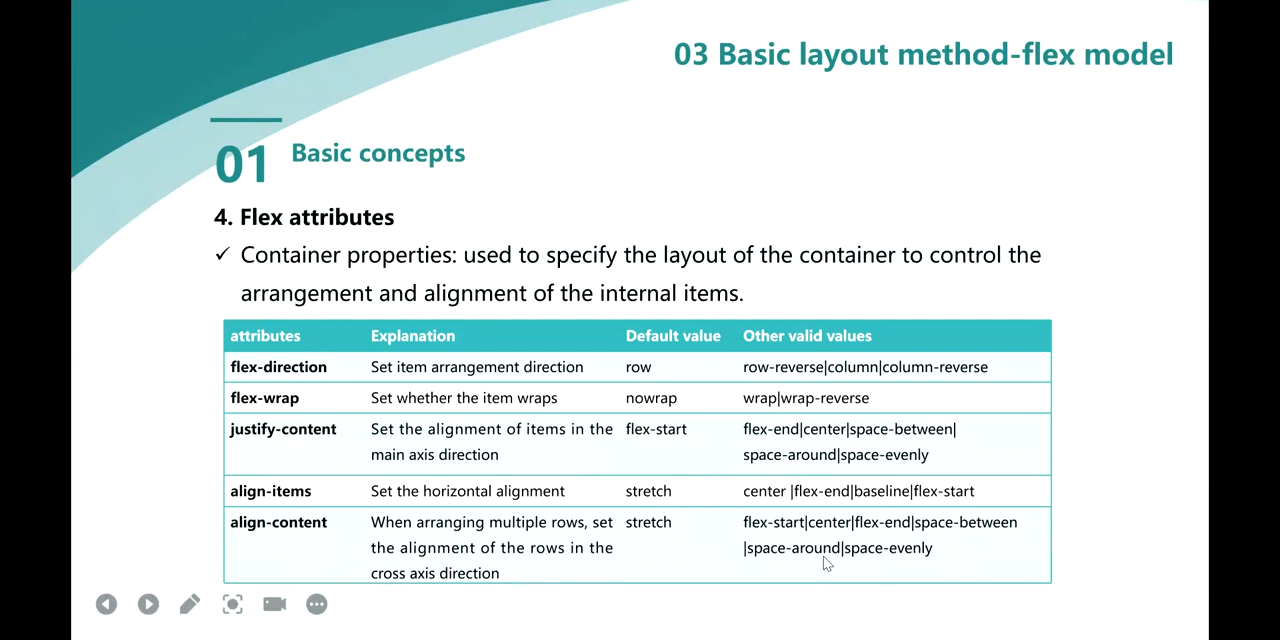 03 Basic layout method-flex model
01 Basic concepts
4. Flex attributes
✓ Container properties: used to specify the layout of the container to control the
arrangement and alignment of the internal items.
attributes Explanation Default value Other valid values
flex-direction Set item arrangement direction row row-reverse|column|column-reverse
flex-wrap Set whether the item wraps nowrap wrap|wrap-reverse
justify-content Set the alignment of items in the flex-start flex-end|center|space-between|
main axis direction space-around|space-evenly
align-items Set the horizontal alignment stretch center |flex-end|baseline|flex-start
align-content When arranging multiple rows, set stretch flex-start|center|flex-end|space-between
the alignment of the rows in the |space-around|space-evenly
cross axis direction